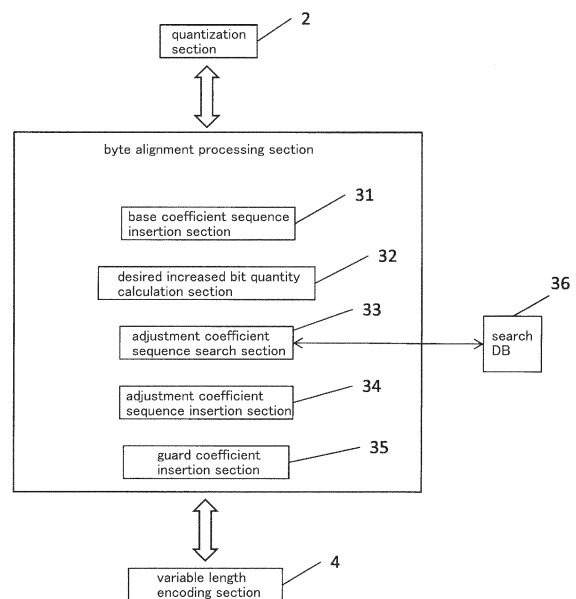 2
quantization
section
byte alignment processing section
31
base coefficient sequence
insertion section
32
desired increased bit quantity
calculation section
33
adjustment coefficient
sequence search section
36
search
DB
34
adjustment coefficient
sequence insertion section
35
guard coefficient
insertion section
4
variable length
encoding section